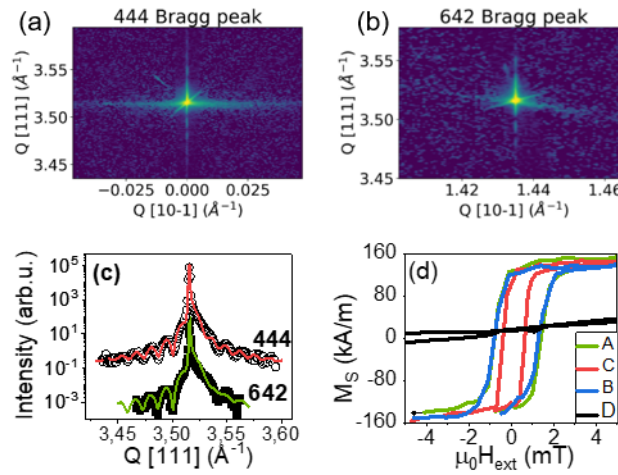 (a) 444 Bragg peak
Q [111] (Å⁻¹)
3.55
3.50
3.45
−0.025 0.000 0.025
Q [10-1] (Å⁻¹)
(b) 642 Bragg peak
Q [111] (Å⁻¹)
3.55
3.50
3.45
1.42 1.44 1.46
Q [10-1] (Å⁻¹)
(c)
Intensity (arb.u.)
10⁵
10³
10¹
10⁻¹
10⁻³
444
642
3,45 3,50 3,55 3,60
Q [111] (Å⁻¹)
(d)
M_S (kA/m)
160
80
0
-80
-160
A
C
B
D
-4 -2 0 2 4
μ₀H_ext (mT)